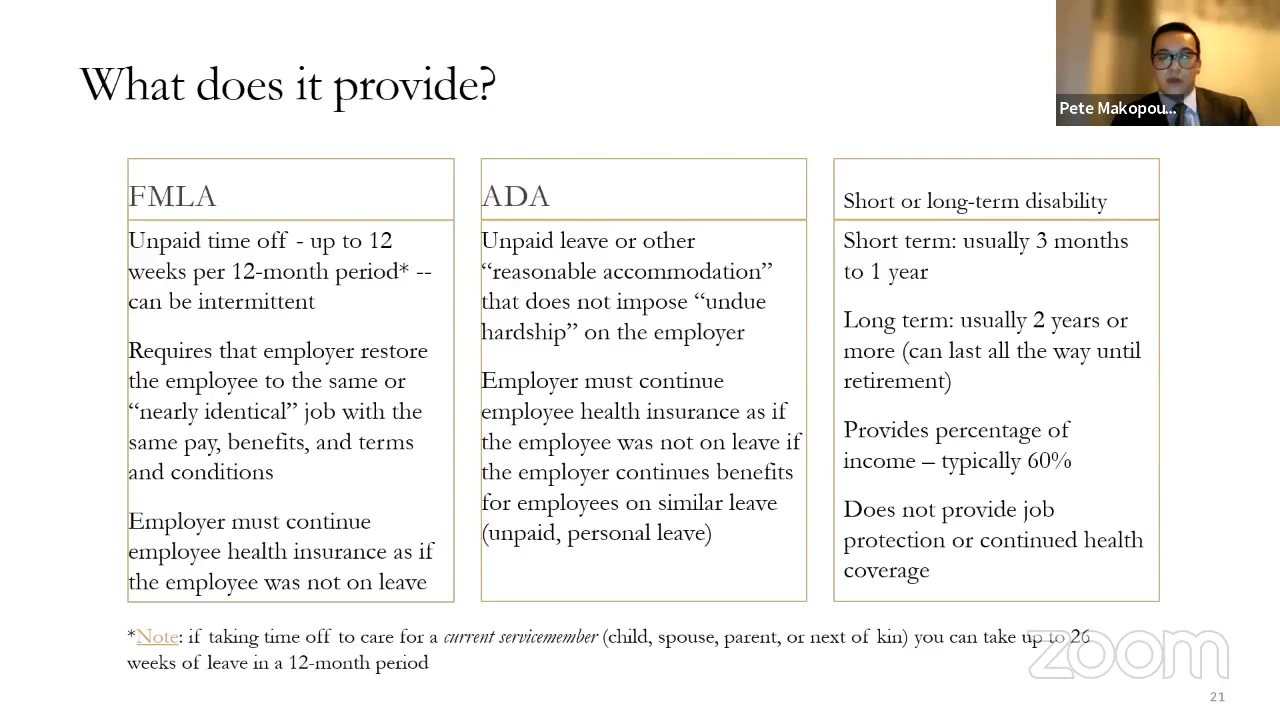 What does it provide?
Pete Makopou...
FMLA
Unpaid time off - up to 12
weeks per 12-month period* --
can be intermittent
Requires that employer restore
the employee to the same or
“nearly identical” job with the
same pay, benefits, and terms
and conditions
Employer must continue
employee health insurance as if
the employee was not on leave
ADA
Unpaid leave or other
“reasonable accommodation”
that does not impose “undue
hardship” on the employer
Employer must continue
employee health insurance as if
the employee was not on leave if
the employer continues benefits
for employees on similar leave
(unpaid, personal leave)
Short or long-term disability
Short term: usually 3 months
to 1 year
Long term: usually 2 years or
more (can last all the way until
retirement)
Provides percentage of
income – typically 60%
Does not provide job
protection or continued health
coverage
*Note: if taking time off to care for a current servicemember (child, spouse, parent, or next of kin) you can take up to 26
weeks of leave in a 12-month period
zoom
21